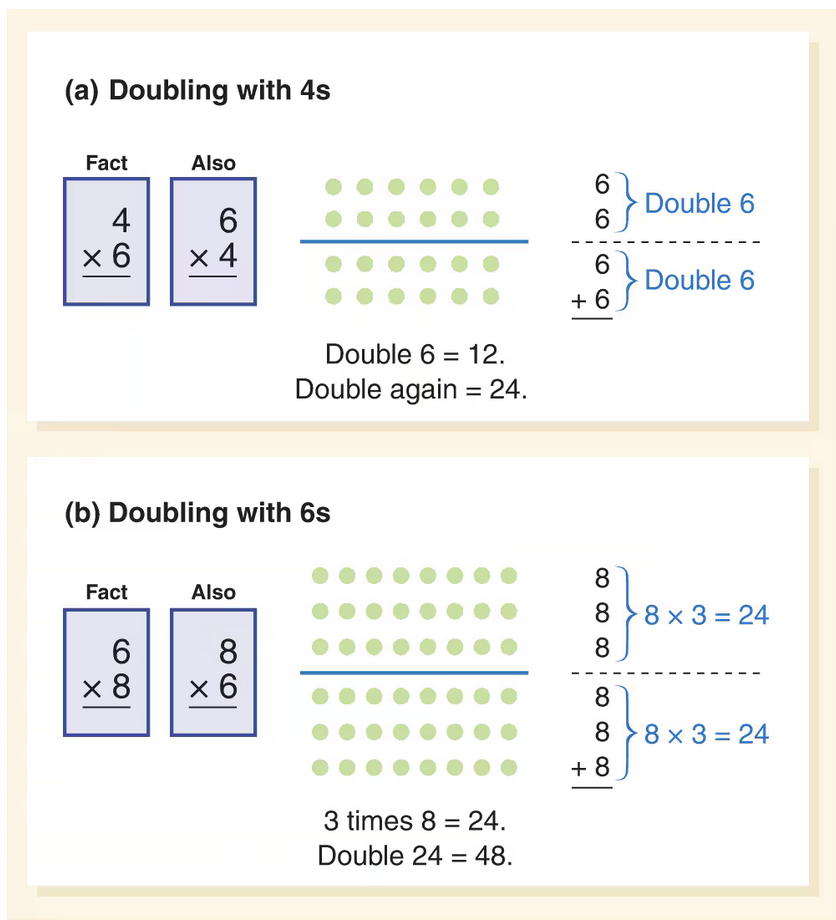 (a) Doubling with 4s
Fact
Also
4
× 6
6
× 4
6
6
Double 6
6
+ 6
Double 6
Double 6 = 12.
Double again = 24.
(b) Doubling with 6s
Fact
Also
6
× 8
8
× 6
8
8
8
8 × 3 = 24
8
8
+ 8
8 × 3 = 24
3 times 8 = 24.
Double 24 = 48.